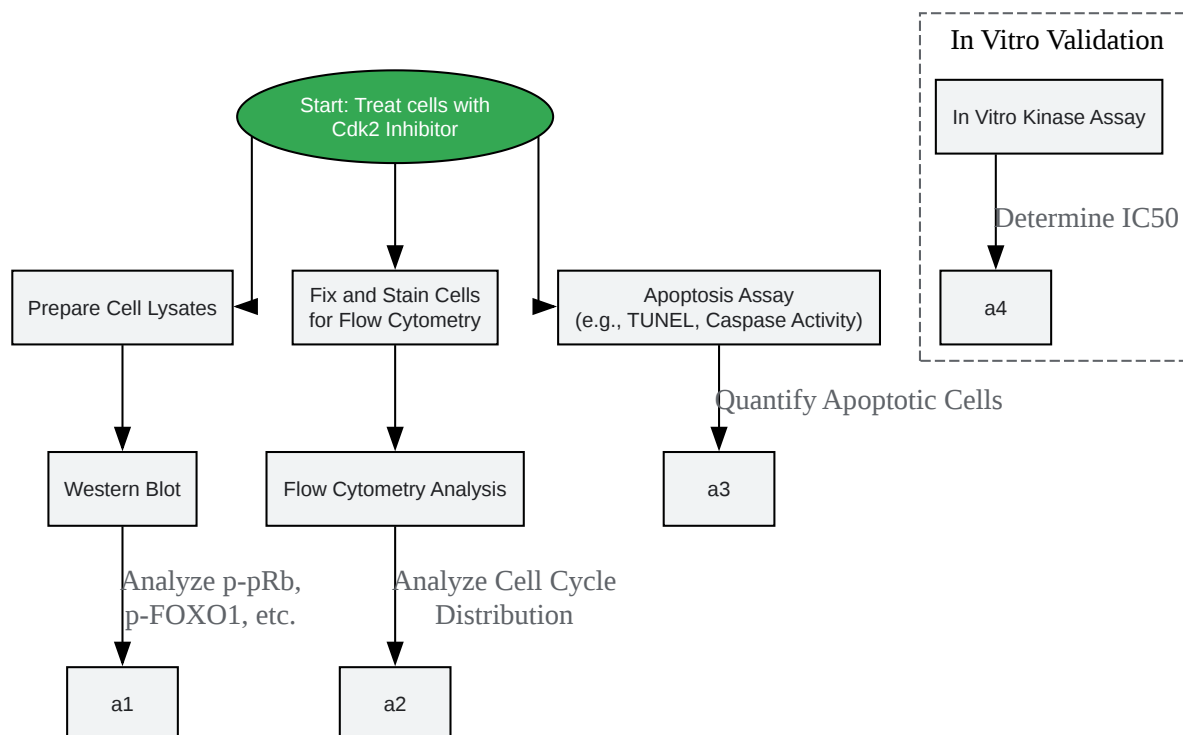 In Vitro Validation
Start: Treat cells with
Cdk2 Inhibitor
In Vitro Kinase Assay
Determine IC50
Prepare Cell Lysates
Fix and Stain Cells
for Flow Cytometry
Apoptosis Assay
(e.g., TUNEL, Caspase Activity)
a4
Quantify Apoptotic Cells
Western Blot
Flow Cytometry Analysis
a3
Analyze p-pRb,
p-FOXO1, etc.
Analyze Cell Cycle
Distribution
a1
a2